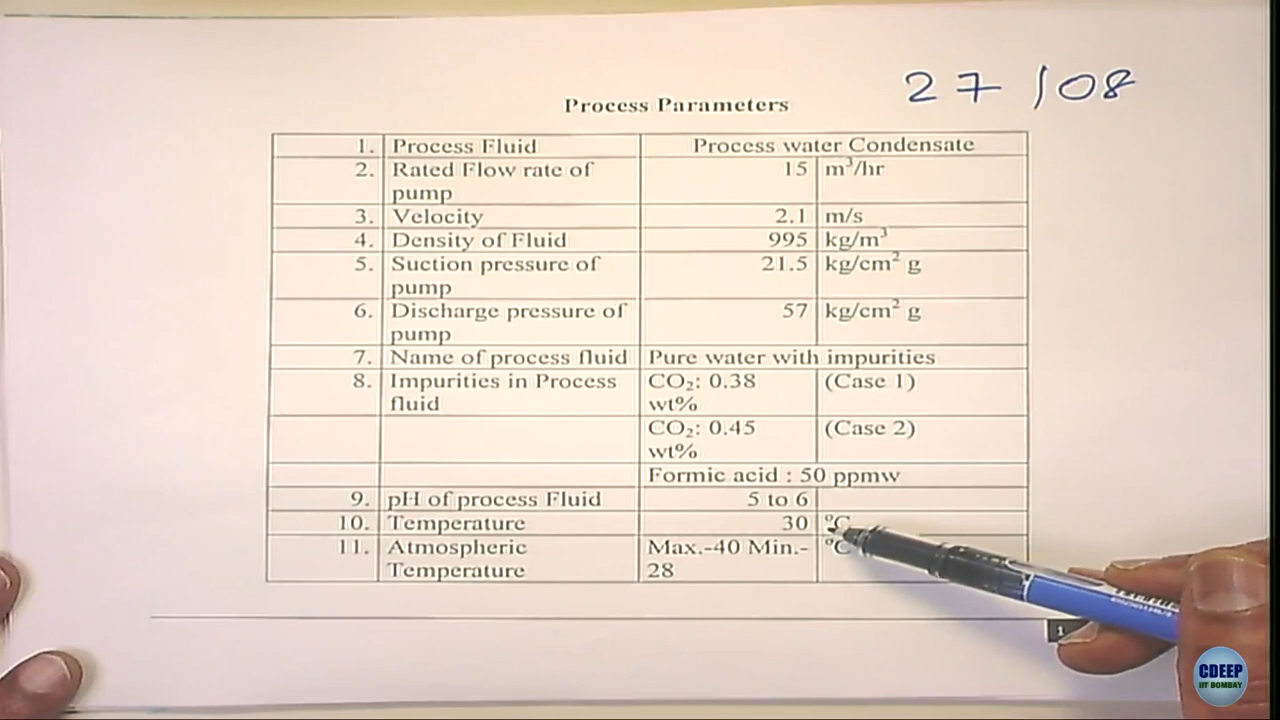 27/08
Process Parameters
1. Process Fluid Process water Condensate
2. Rated Flow rate of 15 m³/hr
pump
3. Velocity 2.1 m/s
4. Density of Fluid 995 kg/m³
5. Suction pressure of 21.5 kg/cm² g
pump
6. Discharge pressure of 57 kg/cm² g
pump
7. Name of process fluid Pure water with impurities
8. Impurities in Process CO₂: 0.38 (Case 1)
fluid wt%
CO₂: 0.45 (Case 2)
wt%
Formic acid : 50 ppmw
9. pH of process Fluid 5 to 6
10. Temperature 30 ºC
11. Atmospheric Max.-40 Min.- ºC
Temperature 28
1
CDEEP
IIT BOMBAY